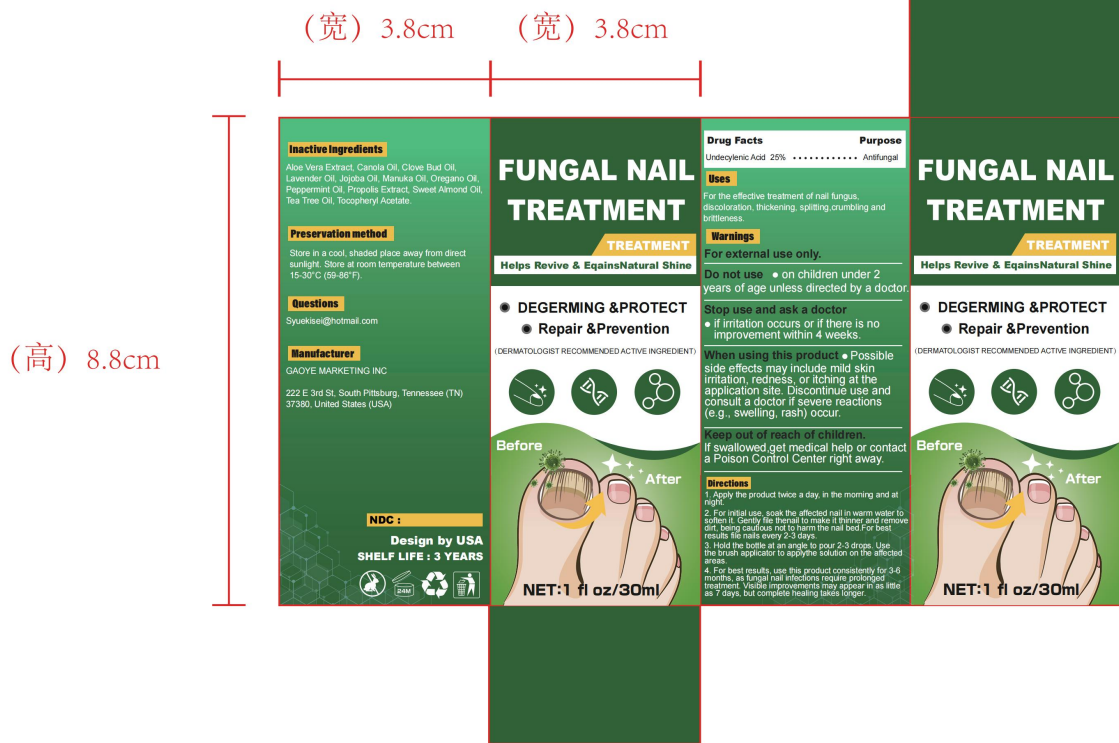 (宽) 3.8cm
(宽) 3.8cm
(高) 8.8cm
Inactive Ingredients
Aloe Vera Extract, Canola Oil, Clove Bud Oil,
Lavender Oil, Jojoba Oil, Manuka Oil, Oregano Oil,
Peppermint Oil, Propolis Extract, Sweet Almond Oil,
Tea Tree Oil, Tocopheryl Acetate.
Preservation method
Store in a cool, shaded place away from direct
sunlight. Store at room temperature between
15-30°C (59-86°F).
Questions
Syuekisei@hotmail.com
Manufacturer
GAOYE MARKETING INC
222 E 3rd St, South Pittsburg, Tennessee (TN)
37380, United States (USA)
NDC :
Design by USA
SHELF LIFE : 3 YEARS
24M
FUNGAL NAIL
TREATMENT
TREATMENT
Helps Revive & EqainsNatural Shine
DEGERMING &PROTECT
Repair &Prevention
(DERMATOLOGIST RECOMMENDED ACTIVE INGREDIENT)
Before
After
NET:1 fl oz/30ml
Drug Facts Purpose
Undecylenic Acid 25% •••••••••••• Antifungal
Uses
For the effective treatment of nail fungus,
discoloration, thickening, splitting,crumbling and
brittleness.
Warnings
For external use only.
Do not use ● on children under 2
years of age unless directed by a doctor.
Stop use and ask a doctor
● if irritation occurs or if there is no
improvement within 4 weeks.
When using this product ● Possible
side effects may include mild skin
irritation, redness, or itching at the
application site. Discontinue use and
consult a doctor if severe reactions
(e.g., swelling, rash) occur.
Keep out of reach of children.
If swallowed,get medical help or contact
a Poison Control Center right away.
Directions
1. Apply the product twice a day, in the morning and at
night.
2. For initial use, soak the affected nail in warm water to
soften it. Gently file thenail to make it thinner and remove
dirt, being cautious not to harm the nail bed.For best
results file nails every 2-3 days.
3. Hold the bottle at an angle to pour 2-3 drops. Use
the brush applicator to applythe solution on the affected
areas.
4. For best results, use this product consistently for 3-6
months, as fungal nail infections require prolonged
treatment. Visible improvements may appear in as little
as 7 days, but complete healing takes longer.
FUNGAL NAIL
TREATMENT
TREATMENT
Helps Revive & EqainsNatural Shine
DEGERMING &PROTECT
Repair &Prevention
(DERMATOLOGIST RECOMMENDED ACTIVE INGREDIENT)
Before
After
NET:1 fl oz/30ml